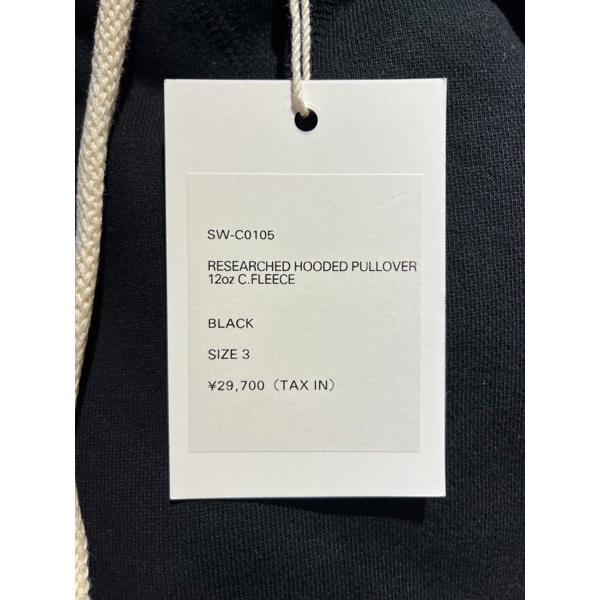 SW-C0105
RESEARCHED HOODED PULLOVER
12oz C.FLEECE
BLACK
SIZE 3
¥29,700（TAX IN）